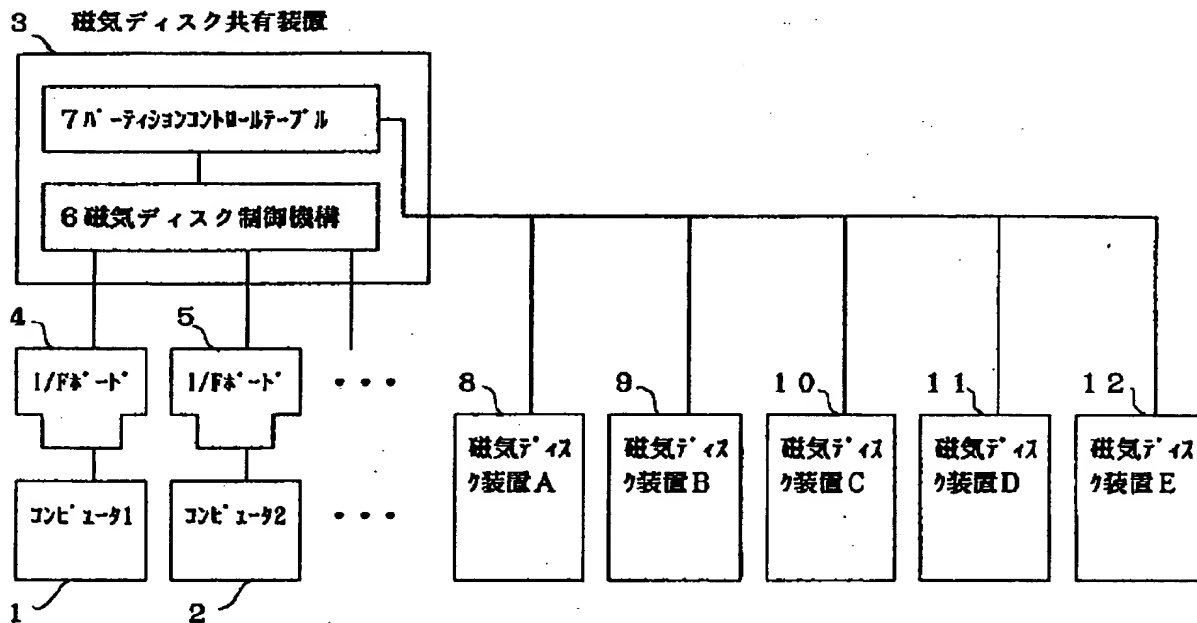 3 磁気ディスク共有装置
7パーティションコントロールテーブル
6磁気ディスク制御機構
4
5
I/Fボード
I/Fボード
・・・
8
9
10
11
12
磁気ディス
ク装置A
磁気ディス
ク装置B
磁気ディス
ク装置C
磁気ディス
ク装置D
磁気ディス
ク装置E
コンピュータ1
コンピュータ2
・・・
1
2